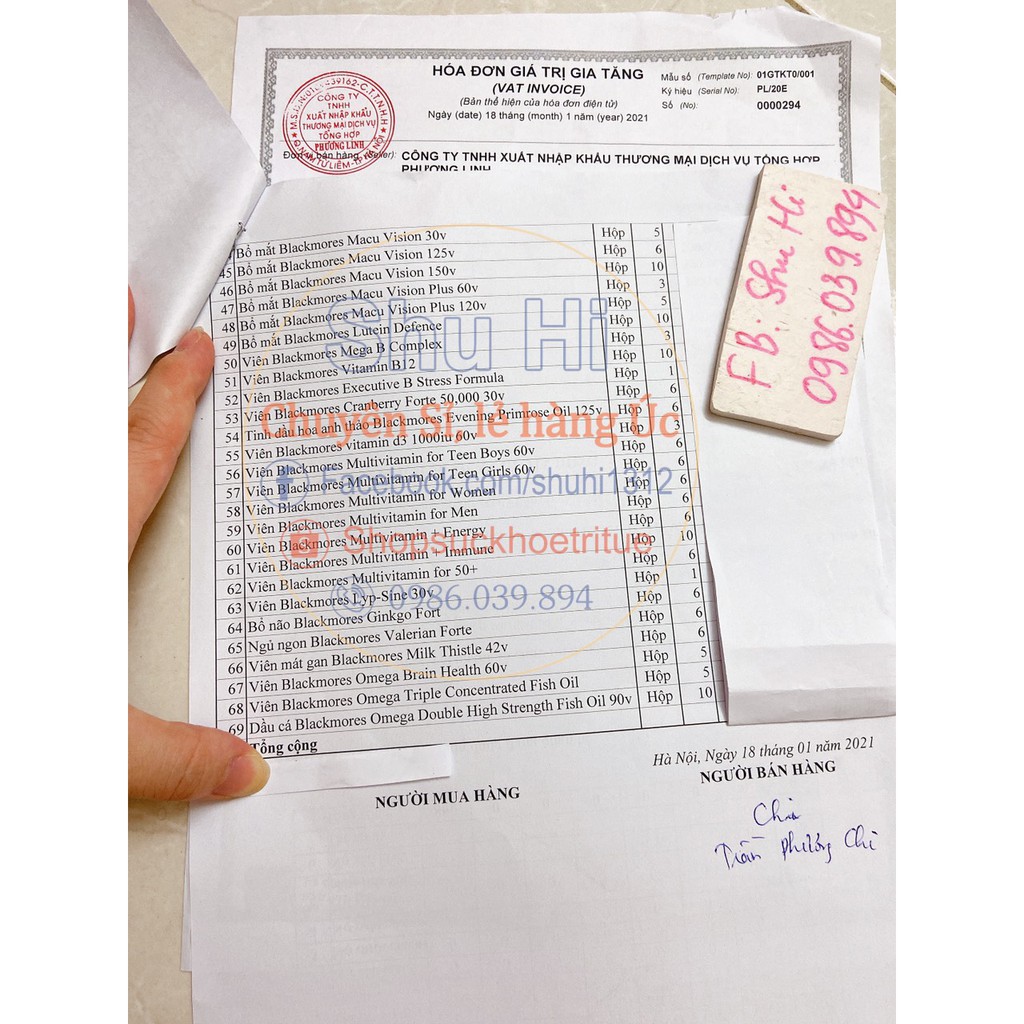 HÓA ĐƠN GIÁ TRỊ GIA TĂNG
(VAT INVOICE)
(Bản thể hiện của hóa đơn điện tử)
Ngày (date) 18 tháng (month) 1 năm (year) 2021
Mẫu số (Template No): 01GTKT0/001
Ký hiệu (Serial No): PL/20E
Số (No): 0000294
CÔNG TY
TNHH
XUẤT NHẬP KHẨU
THƯƠNG MẠI DỊCH VỤ
TỔNG HỢP
PHƯƠNG LINH
Q.NAM TỪ LIÊM-TP HÀ NỘI
CÔNG TY TNHH XUẤT NHẬP KHẨU THƯƠNG MẠI DỊCH VỤ TỔNG HỢP
PHƯƠNG LINH
FB: Shu Hi
0986.039.894
Bổ mắt Blackmores Macu Vision 30v Hộp 5
45 Bổ mắt Blackmores Macu Vision 125v Hộp 6
46 Bổ mắt Blackmores Macu Vision 150v Hộp 10
47 Bổ mắt Blackmores Macu Vision Plus 60v Hộp 3
48 Bổ mắt Blackmores Macu Vision Plus 120v Hộp 5
49 Bổ mắt Blackmores Lutein Defence Hộp 10
50 Viên Blackmores Mega B Complex Hộp 3
51 Viên Blackmores Vitamin B12 Hộp 10
52 Viên Blackmores Executive B Stress Formula Hộp 1
53 Viên Blackmores Cranberry Forte 50,000 30v Hộp
54 Tinh dầu hoa anh thảo Blackmores Evening Primrose Oil 125v Hộp 6
55 Viên Blackmores vitamin d3 1000iu 60v Hộp 3
56 Viên Blackmores Multivitamin for Teen Boys 60v Hộp 6
57 Viên Blackmores Multivitamin for Teen Girls 60v Hộp 6
58 Viên Blackmores Multivitamin for Women Hộp
59 Viên Blackmores Multivitamin for Men Hộp 6
60 Viên Blackmores Multivitamin + Energy Hộp 6
61 Viên Blackmores Multivitamin + Immune Hộp 10
62 Viên Blackmores Multivitamin for 50+ Hộp 6
63 Viên Blackmores Lyp-Sine 30v Hộp 1
64 Bổ não Blackmores Ginkgo Fort Hộp 6
65 Ngủ ngon Blackmores Valerian Forte Hộp 6
66 Viên mát gan Blackmores Milk Thistle 42v Hộp 6
67 Viên Blackmores Omega Brain Health 60v Hộp 5
68 Viên Blackmores Omega Triple Concentrated Fish Oil Hộp 5
69 Dầu cá Blackmores Omega Double High Strength Fish Oil 90v Hộp 10
Tổng cộng
Shu Hi
Chuyên Sỉ, lẻ hàng Úc
Facebook.com/shuhi1312
Shopsuckhoetritue
0986.039.894
Hà Nội, Ngày 18 tháng 01 năm 2021
NGƯỜI MUA HÀNG
NGƯỜI BÁN HÀNG
Trần Phương Chi